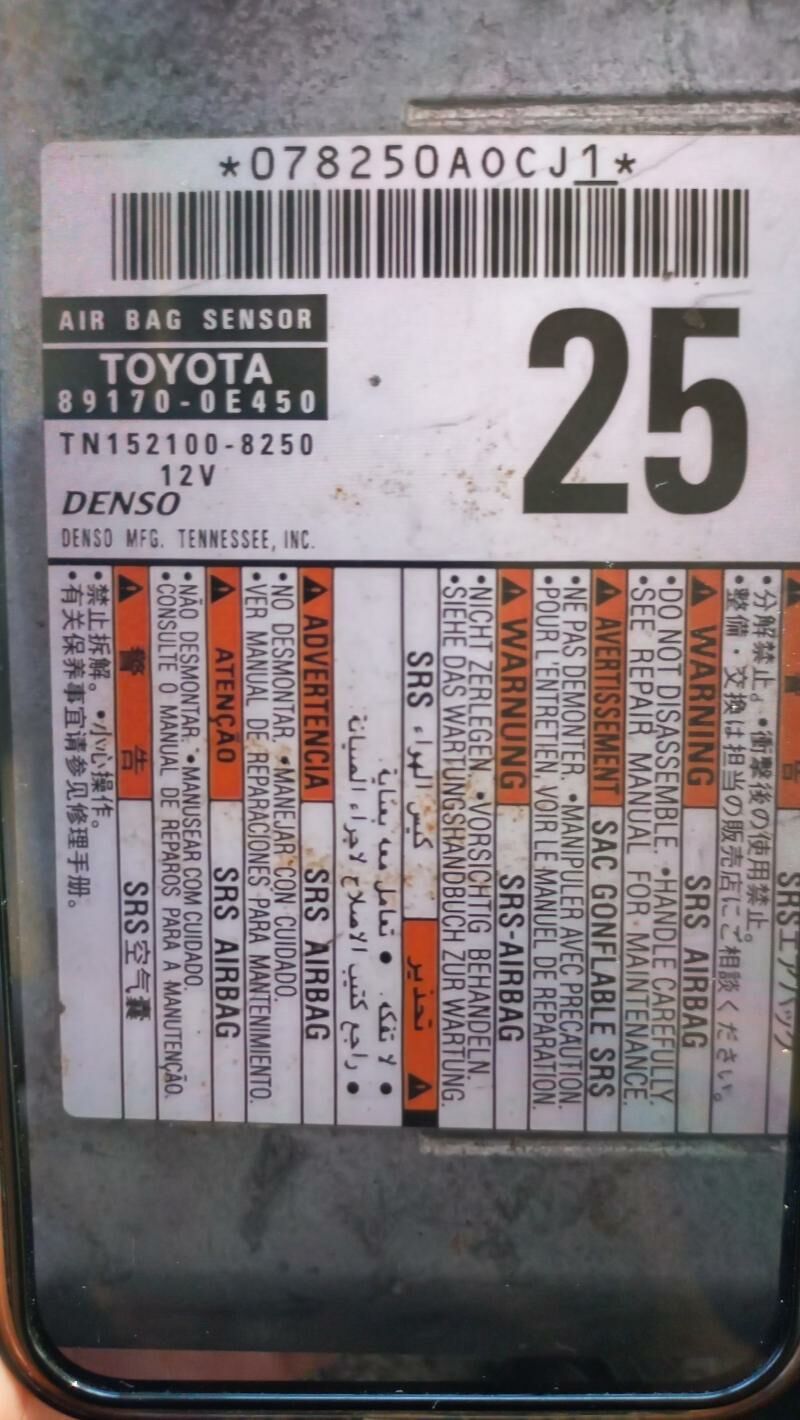 *078250A0CJ1*
AIR BAG SENSOR
TOYOTA
89170-0E450
25
TN152100-8250
12V
DENSO
DENSO MFG. TENNESSEE, INC.
告 SRSエアバッグ
•分解禁止。•衝撃後の使用禁止。
•整備・交換は担当の販売店にご相談ください。
WARNING SRS AIRBAG
•DO NOT DISASSEMBLE. •HANDLE CAREFULLY.
•SEE REPAIR MANUAL FOR MAINTENANCE.
AVERTISSEMENT SAC GONFLABLE SRS
•NE PAS DEMONTER. •MANIPULER AVEC PRECAUTION.
•POUR L'ENTRETIEN, VOIR LE MANUEL DE REPARATION.
WARNUNG SRS-AIRBAG
•NICHT ZERLEGEN. •VORSICHTIG BEHANDELN.
•SIEHE DAS WARTUNGSHANDBUCH ZUR WARTUNG.
تحذير كيس الهواء SRS
• لا تفكه. • تعامل معه بعناية.
• راجع كتيب الاصلاح لاجراء الصيانة.
ADVERTENCIA SRS AIRBAG
•NO DESMONTAR. •MANEJAR CON CUIDADO.
•VER MANUAL DE REPARACIONES PARA MANTENIMIENTO.
ATENÇÃO SRS AIRBAG
•NÃO DESMONTAR. •MANUSEAR COM CUIDADO.
•CONSULTE O MANUAL DE REPAROS PARA A MANUTENÇÃO.
警告 SRS空气囊
•禁止拆解。•小心操作。
•有关保养事宜请参见修理手册。